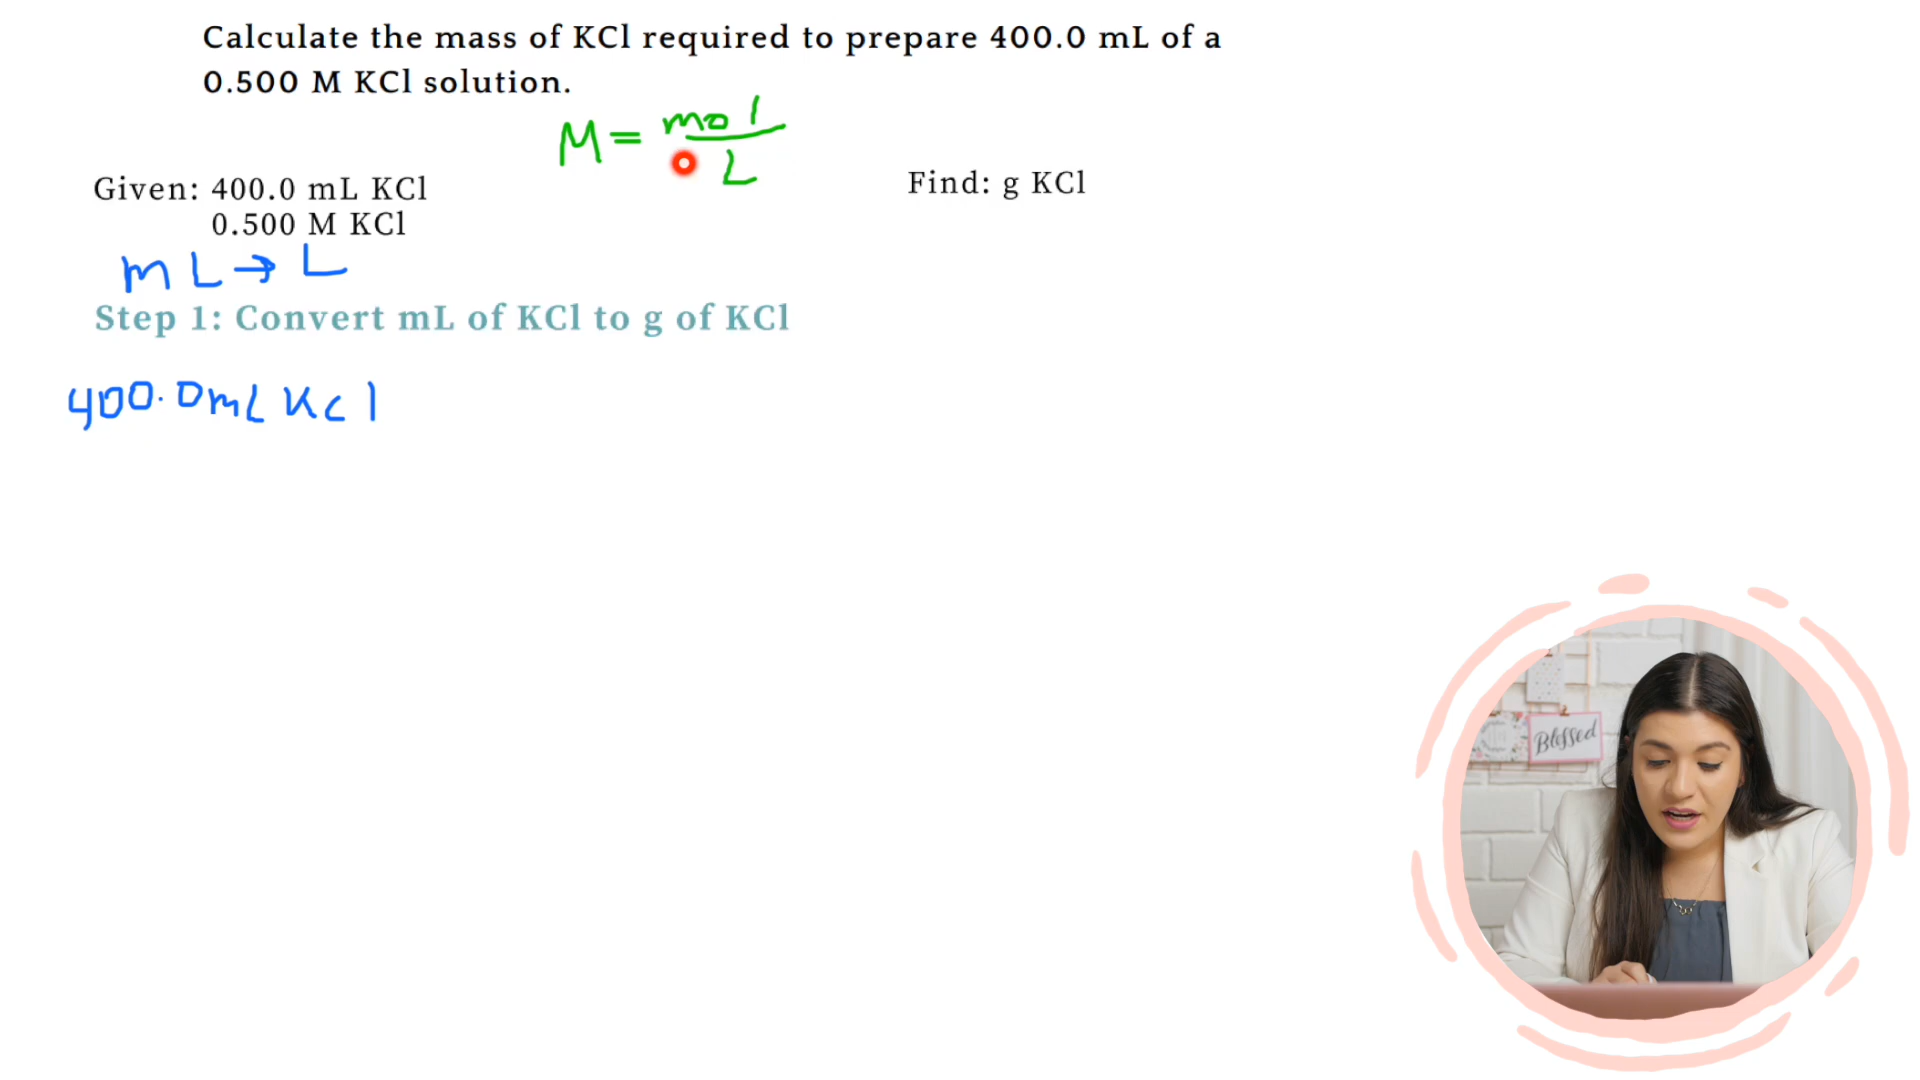 Calculate the mass of KCl required to prepare 400.0 mL of a
0.500 M KCl solution.
M = mol
L
Given: 400.0 mL KCl
0.500 M KCl
Find: g KCl
mL → L
Step 1: Convert mL of KCl to g of KCl
400.0 mL KCl
Blessed